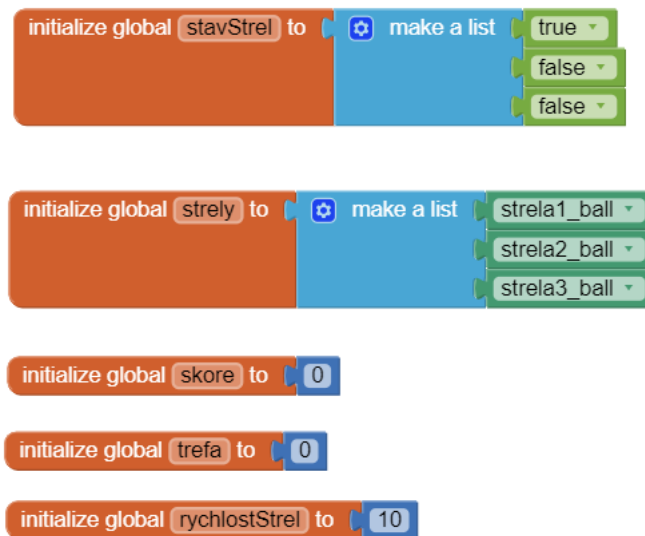 initialize global stavStrel to make a list true
false
false
initialize global strely to make a list strela1_ball
strela2_ball
strela3_ball
initialize global skore to 0
initialize global trefa to 0
initialize global rychlostStrel to 10